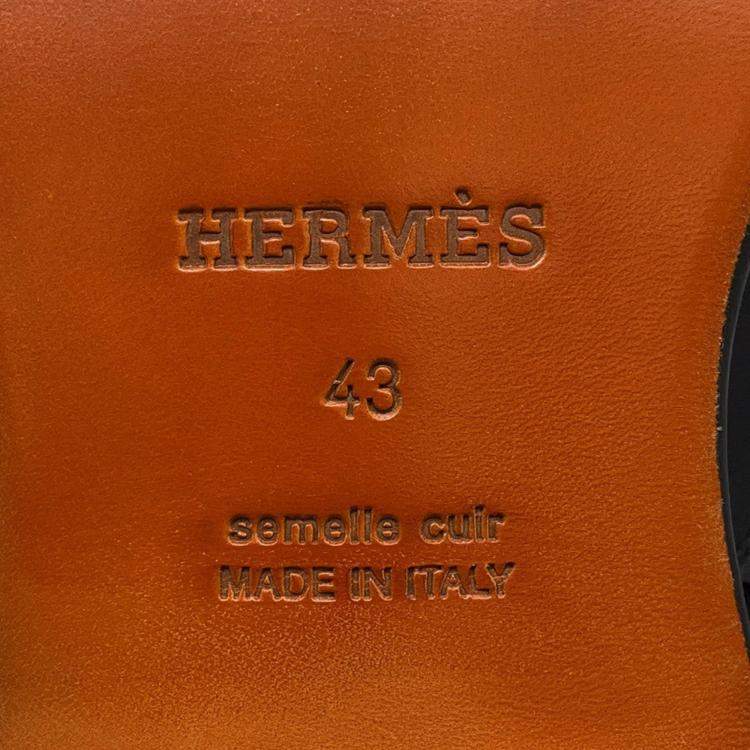 HERMÈS
43
semelle cuir
MADE IN ITALY